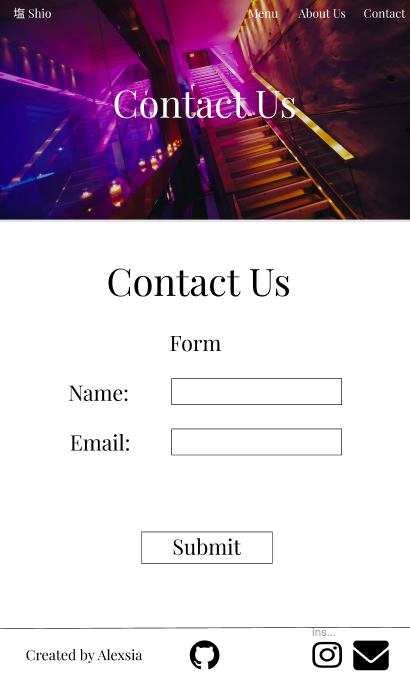 塩 Shio Menu About Us Contact
Contact Us
Contact Us
Form
Name:
Email:
Submit
ins...
Created by Alexsia